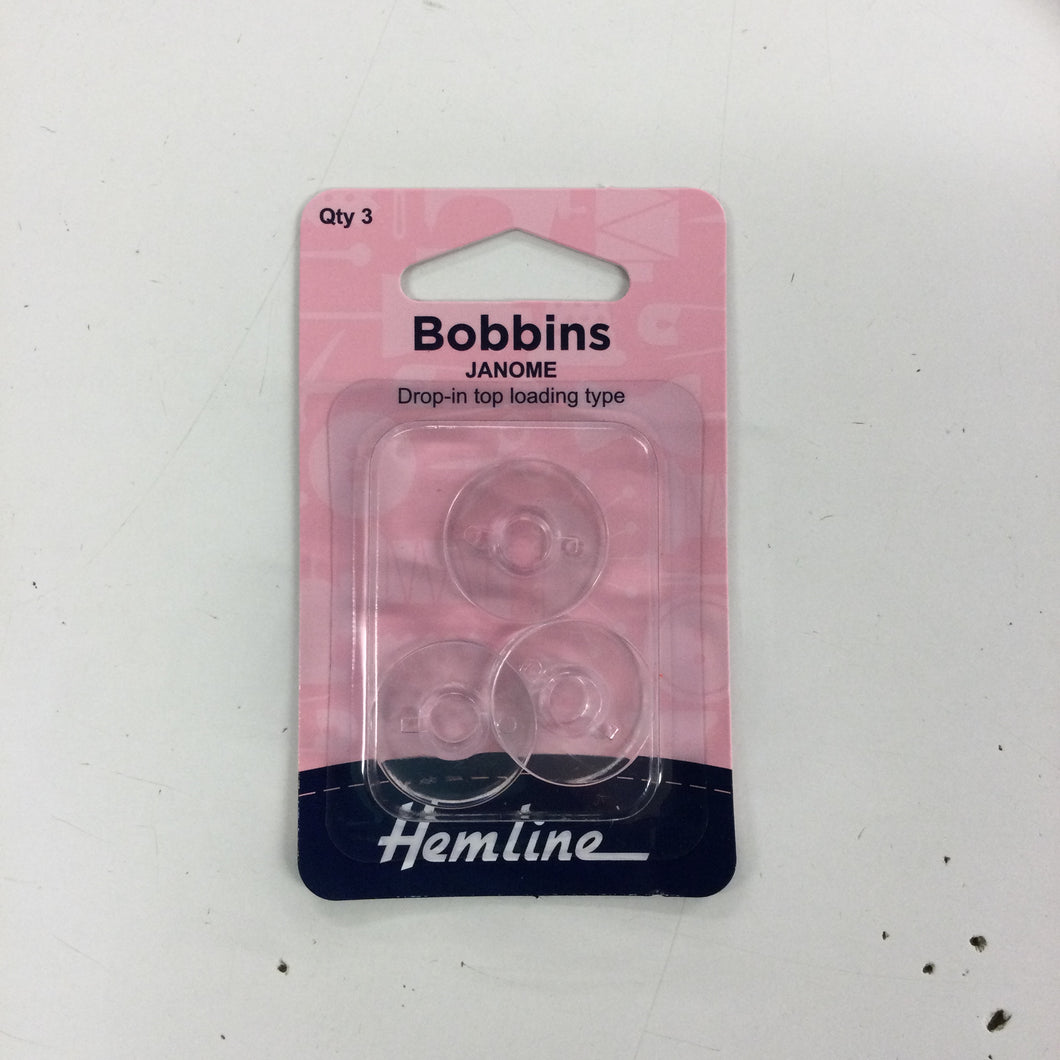 Qty 3
Bobbins
JANOME
Drop-in top loading type
Hemline